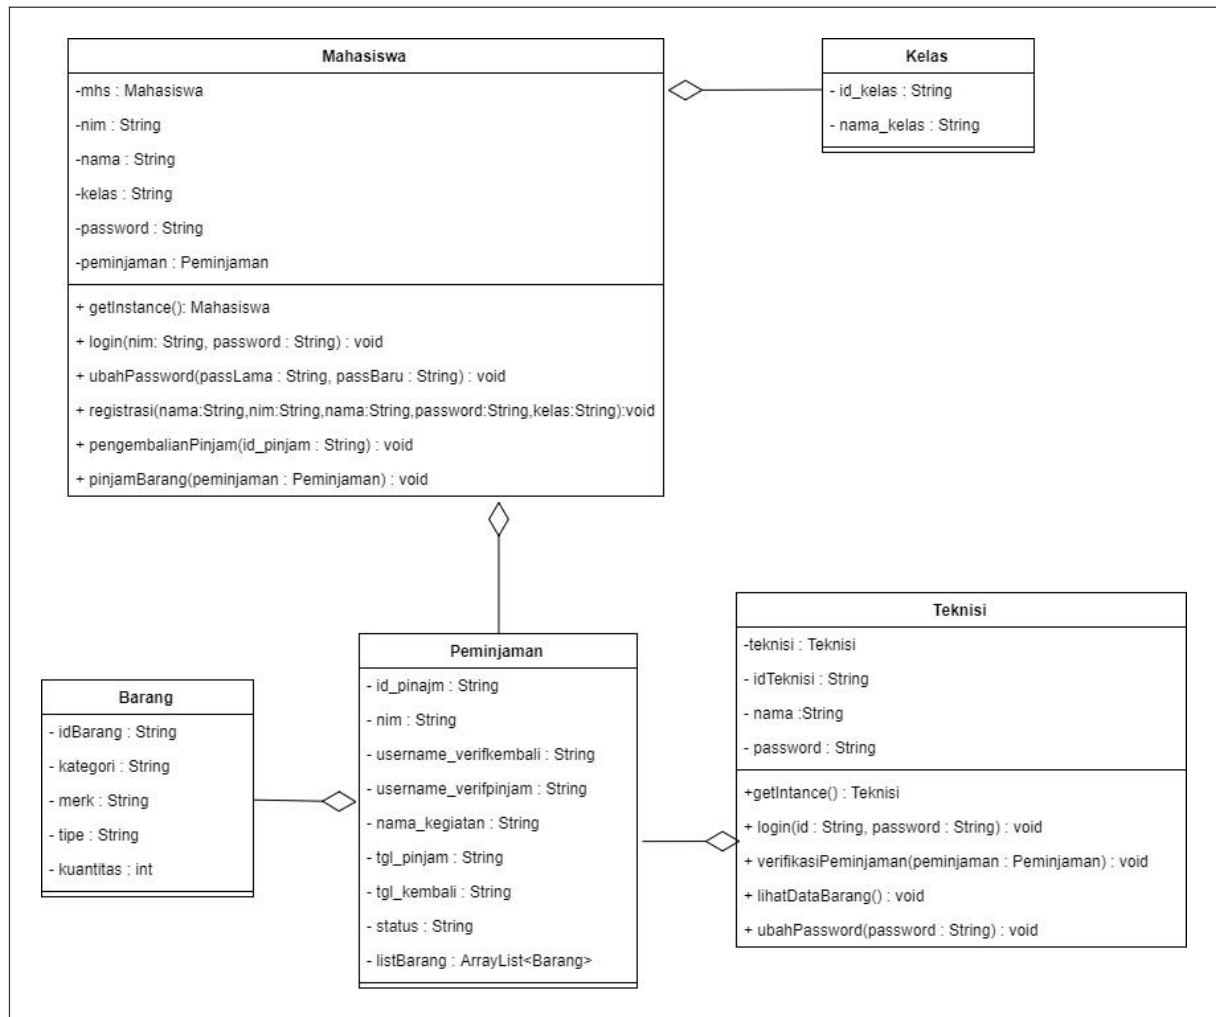 Mahasiswa
-mhs : Mahasiswa
-nim : String
-nama : String
-kelas : String
-password : String
-peminjaman : Peminjaman
+ getInstance(): Mahasiswa
+ login(nim: String, password : String) : void
+ ubahPassword(passLama : String, passBaru : String) : void
+ registrasi(nama:String,nim:String,nama:String,password:String,kelas:String):void
+ pengembalianPinjam(id_pinjam : String) : void
+ pinjamBarang(peminjaman : Peminjaman) : void
Kelas
- id_kelas : String
- nama_kelas : String
Barang
- idBarang : String
- kategori : String
- merk : String
- tipe : String
- kuantitas : int
Peminjaman
- id_pinajm : String
- nim : String
- username_verifkembali : String
- username_verifpinjam : String
- nama_kegiatan : String
- tgl_pinjam : String
- tgl_kembali : String
- status : String
- listBarang : ArrayList<Barang>
Teknisi
-teknisi : Teknisi
- idTeknisi : String
- nama :String
- password : String
+getIntance() : Teknisi
+ login(id : String, password : String) : void
+ verifikasiPeminjaman(peminjaman : Peminjaman) : void
+ lihatDataBarang() : void
+ ubahPassword(password : String) : void